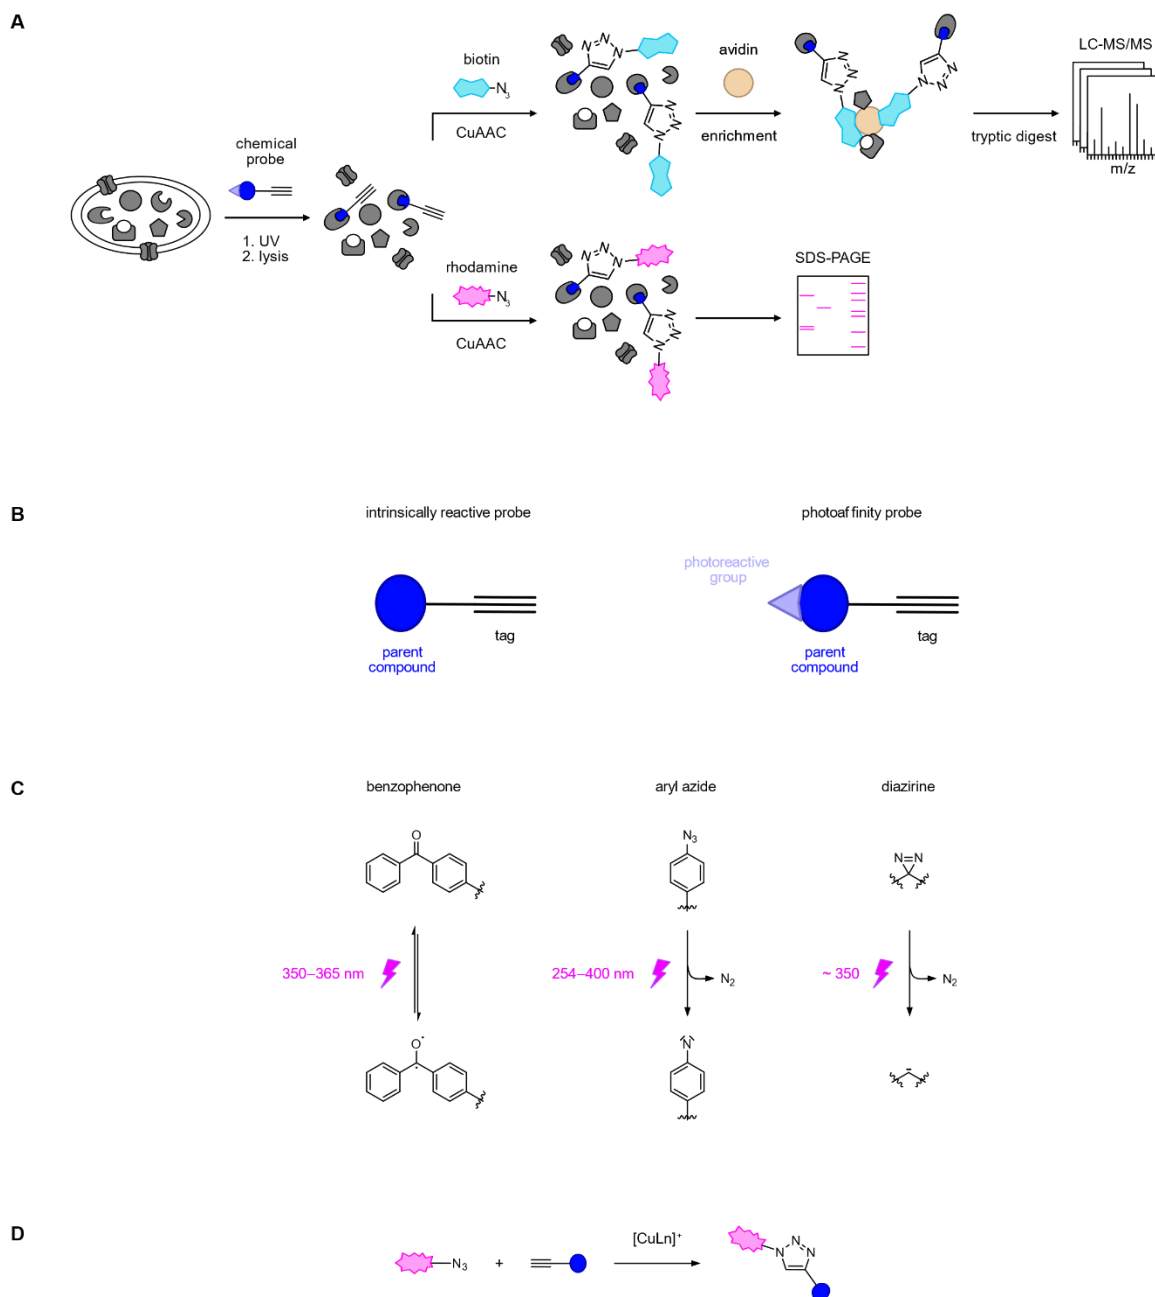 A
chemical
probe
1. UV
2. lysis
biotin
N3
CuAAC
N N N
N N N
avidin
enrichment
N N N
N N N
tryptic digest
LC-MS/MS
m/z
rhodamine
N3
CuAAC
N N N
N N N
SDS-PAGE
B
intrinsically reactive probe
tag
parent
compound
photoaf finity probe
photoreactive
group
tag
parent
compound
C
benzophenone
aryl azide
diazirine
O
N3
N=N
350–365 nm
254–400 nm
N2
~ 350
N2
O
N
D
N3
+
[CuLn]+
N N N